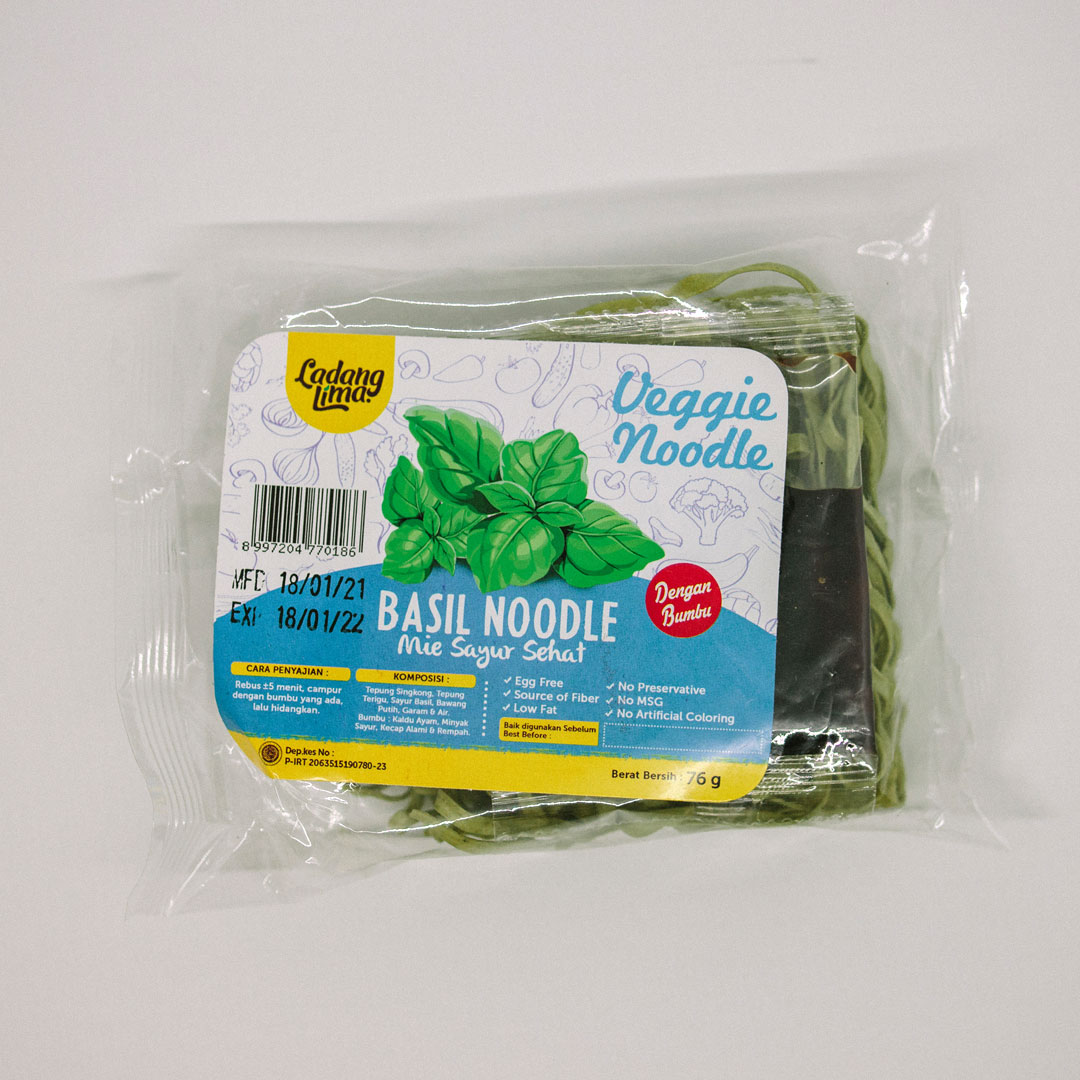 Ladang
Lima.
Veggie
Noodle
8 997204 770186
MFD 18/01/21
EXP 18/01/22
BASIL NOODLE
Mie Sayur Sehat
Dengan
Bumbu
CARA PENYAJIAN :
Rebus ±5 menit, campur
dengan bumbu yang ada,
lalu hidangkan.
KOMPOSISI :
Tepung Singkong, Tepung
Terigu, Sayur Basil, Bawang
Putih, Garam & Air.
Bumbu : Kaldu Ayam, Minyak
Sayur, Kecap Alami & Rempah.
✓ Egg Free
✓ Source of Fiber
✓ Low Fat
✓ No Preservative
✓ No MSG
✓ No Artificial Coloring
Baik digunakan Sebelum
Best Before :
Dep.kes No :
P-IRT 2063515190780-23
Berat Bersih : 76 g